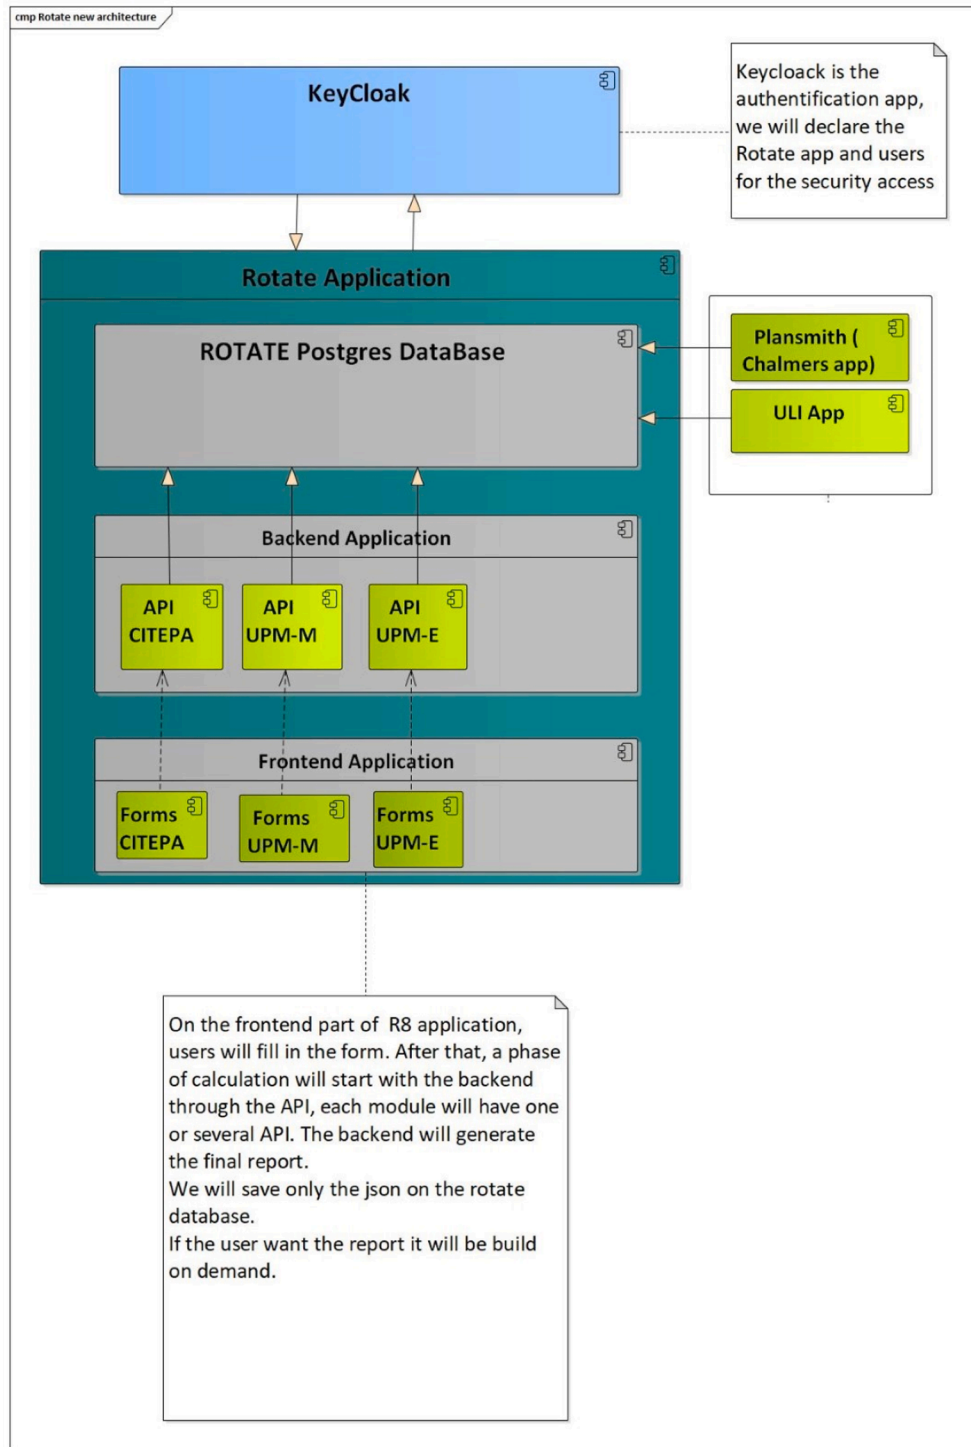 cmp Rotate new architecture
KeyCloak
Keycloack is the
authentification app,
we will declare the
Rotate app and users
for the security access
Rotate Application
ROTATE Postgres DataBase
Plansmith (
Chalmers app)
ULI App
Backend Application
API
CITEPA
API
UPM-M
API
UPM-E
Frontend Application
Forms
CITEPA
Forms
UPM-M
Forms
UPM-E
On the frontend part of  R8 application,
users will fill in the form. After that, a phase
of calculation will start with the backend
through the API, each module will have one
or several API. The backend will generate
the final report.
We will save only the json on the rotate
database.
If the user want the report it will be build
on demand.